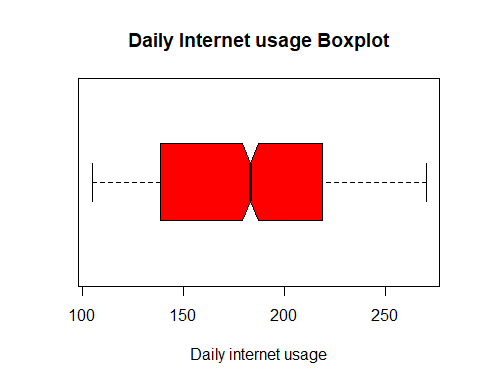 Daily Internet usage Boxplot
100 150 200 250
Daily internet usage